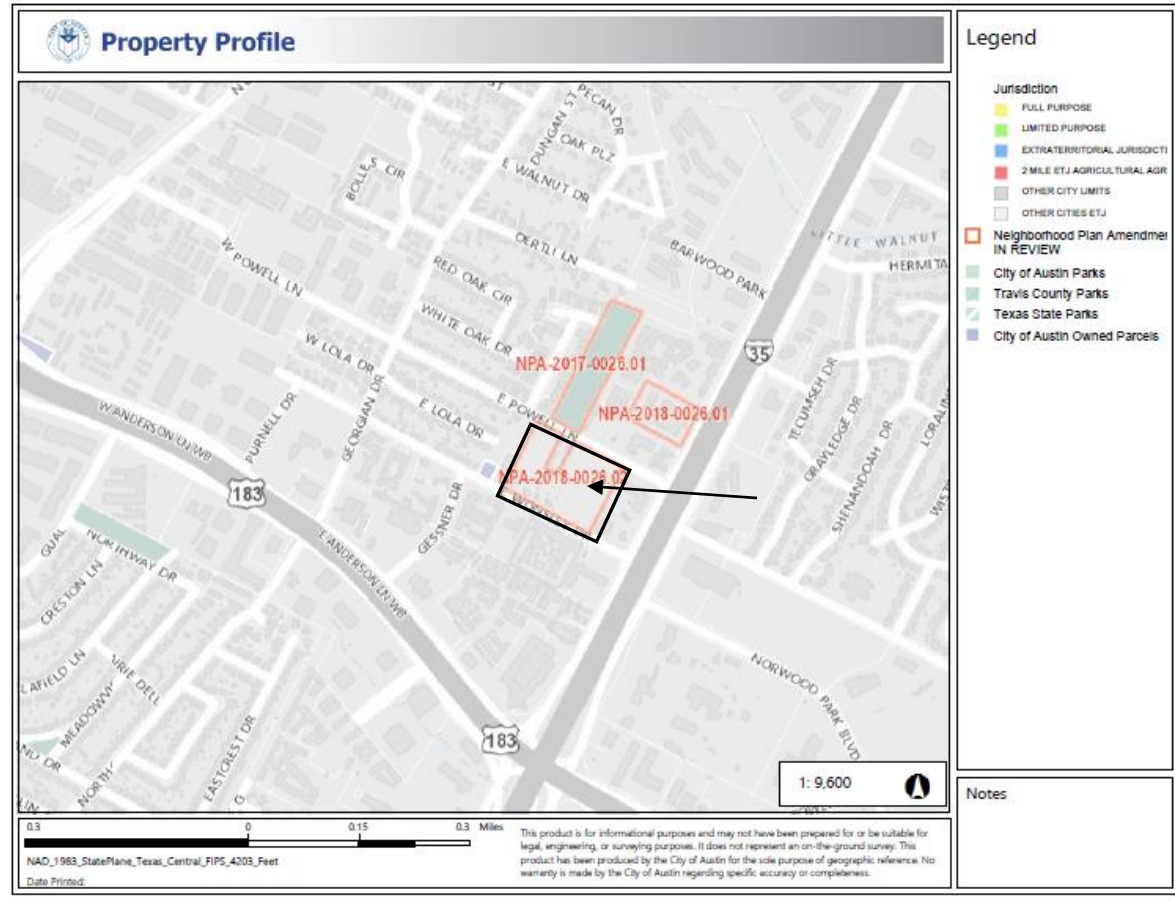 Property Profile
Legend
Jurisdiction
FULL PURPOSE
LIMITED PURPOSE
EXTRATERRITORIAL JURISDICTI
2 MILE ETJ AGRICULTURAL AGR
OTHER CITY LIMITS
OTHER CITIES ETJ
Neighborhood Plan Amendmer
IN REVIEW
City of Austin Parks
Travis County Parks
Texas State Parks
City of Austin Owned Parcels
PECAN DR
DUNGAN ST
OAK PLZ
BOLLES CIR
E WALNUT DR
OERTLI LN
LITTLE WALNUT
BARWOOD PARK
HERMITA
W POWELL LN
RED OAK CIR
WHITE OAK DR
W LOLA DR
35
NPA-2017-0026.01
TECUMSEH DR
GEORGIAN DR
E LOLA DR
E POWELL LN
NPA-2018-0026.01
GRAYLEDGE DR
LORALIN
W ANDERSON LN WB
PURNELL DR
SHENANDOAH DR
NPA-2018-0026.02
183
GESSNER DR
E ANDERSON LN WB
NORTHWAY DR
CRESTON LN
LAFIELD LN
MEADOWVI
EASTCREST DR
NORWOOD PARK BLVD
183
1: 9,600
Notes
0.3 0 0.15 0.3 Miles
NAD_1983_StatePlane_Texas_Central_FIPS_4203_Feet
Date Printed:
This product is for informational purposes and may not have been prepared for or be suitable for
legal, engineering, or surveying purposes. It does not represent an on-the-ground survey. This
product has been produced by the City of Austin for the sole purpose of geographic reference. No
warranty is made by the City of Austin regarding specific accuracy or completeness.